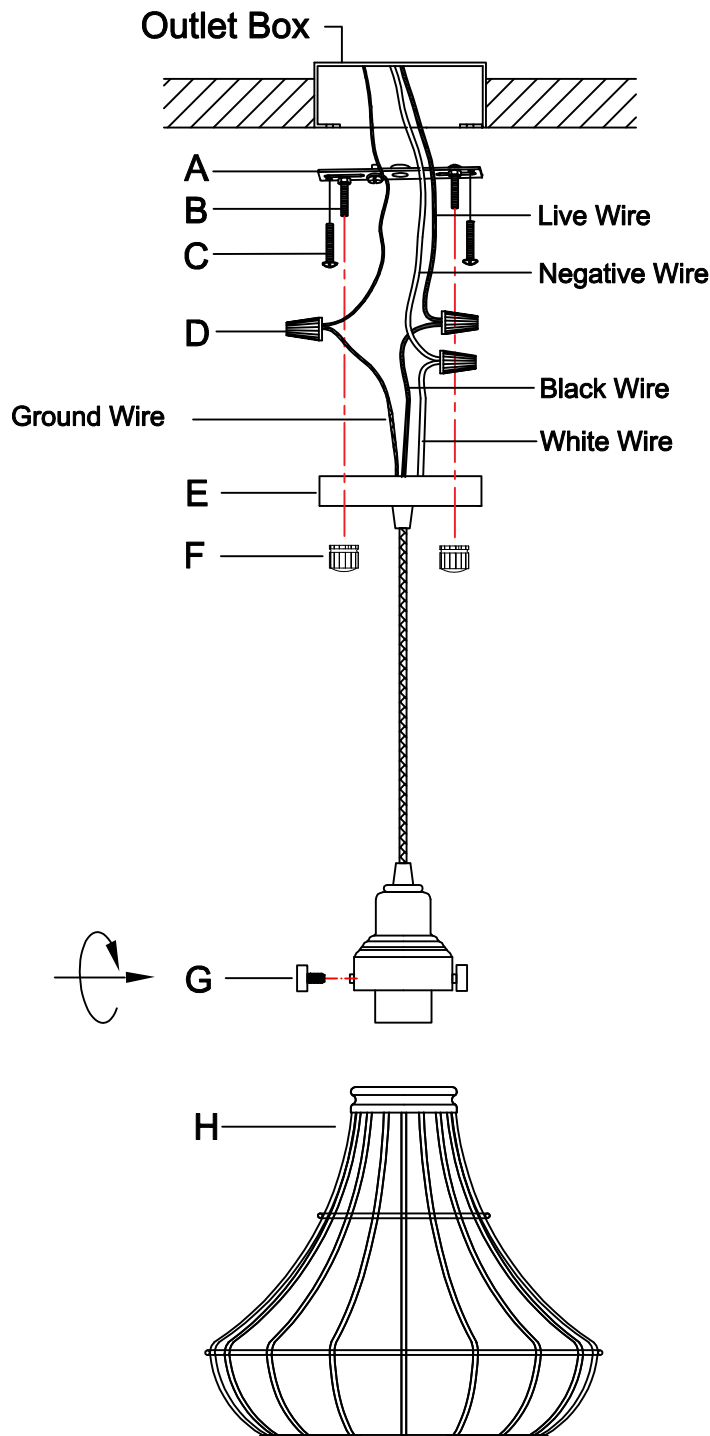 Outlet Box
A
B
Live Wire
C
Negative Wire
D
Black Wire
Ground Wire
White Wire
E
F
G
H